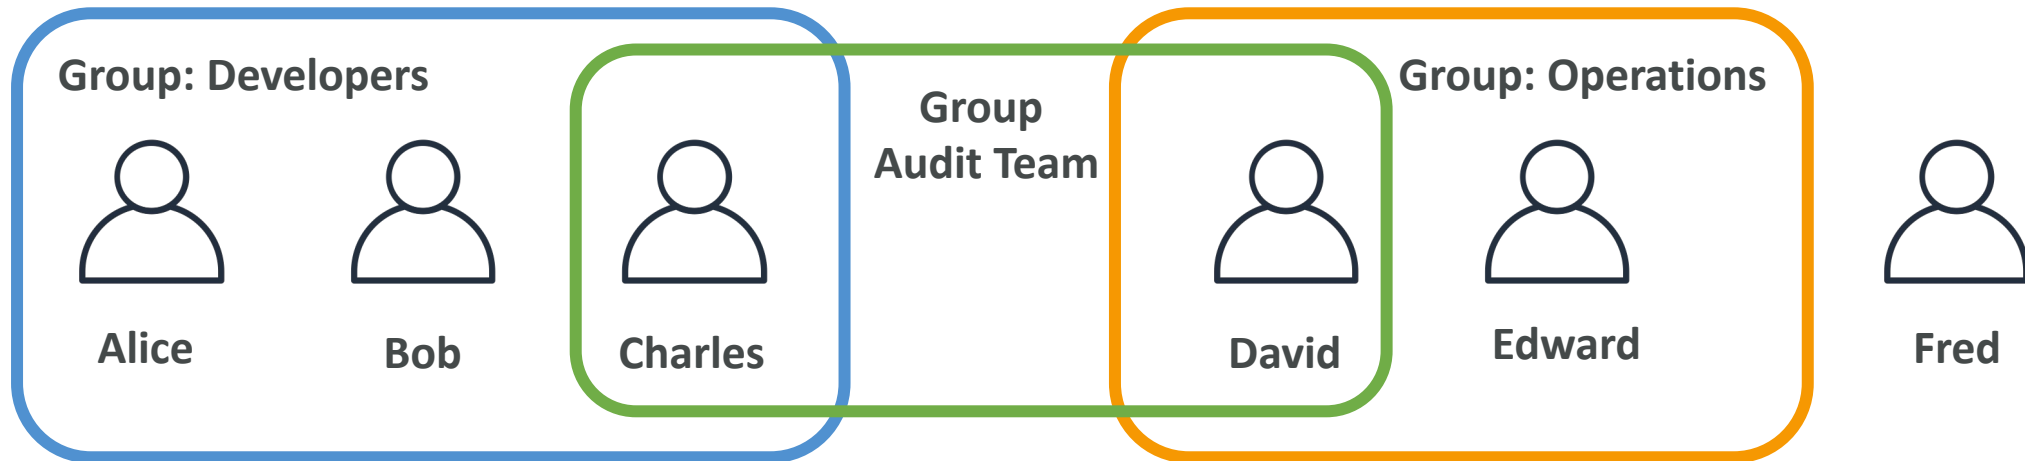 Group: Developers
Group
Audit Team
Group: Operations
Alice
Bob
Charles
David
Edward
Fred